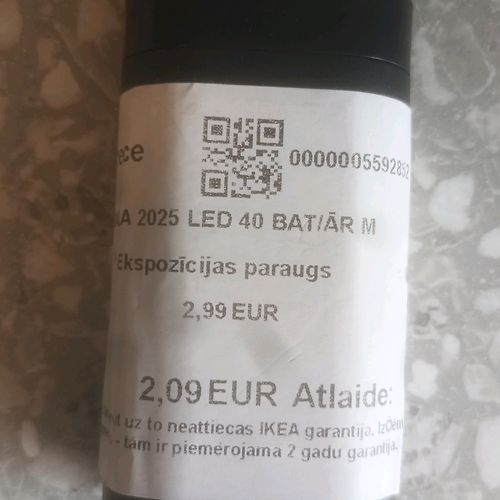 0000005592852
2025 LED 40 BAT/ĀR M
Ekspozīcijas paraugs
2,99 EUR
2,09 EUR Atlaide:
uz to neattiecas IKEA garantija.
- tām ir piemērojama 2 gadu garantija.